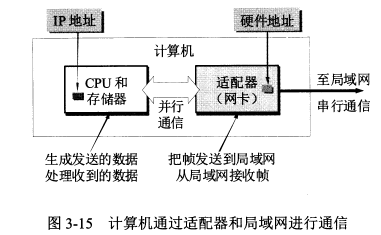 IP 地址
硬件地址
计算机
CPU 和
存储器
并行
通信
适配器
（网卡）
至局域网
串行通信
生成发送的数据
处理收到的数据
把帧发送到局域网
从局域网接收帧
图 3-15 计算机通过适配器和局域网进行通信